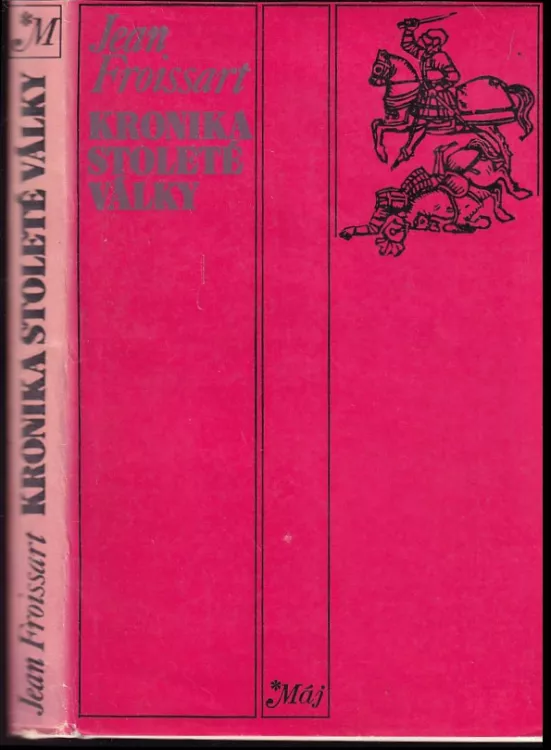 *M
Jean Froissart KRONIKA STOLETÉ VÁLKY
Jean
Froissart
KRONIKA
STOLETÉ
VÁLKY
*Máj